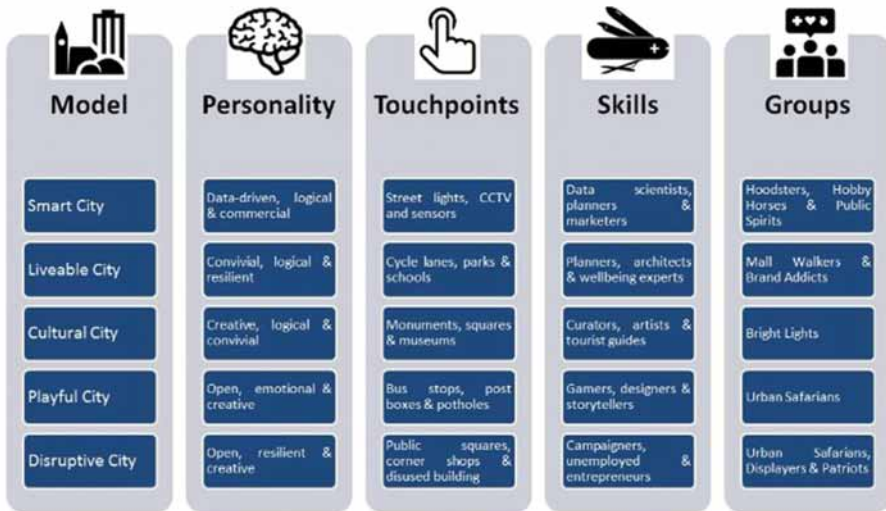 Model
Personality
Touchpoints
Skills
Groups
Smart City
Data-driven, logical
& commercial
Street lights, CCTV
and sensors
Data scientists,
planners &
marketers
Hoodsters, Hobby
Horses & Public
Spirits
Liveable City
Convivial, logical &
resilient
Cycle lanes, parks &
schools
Planners, architects
& wellbeing experts
Mall Walkers &
Brand Addicts
Cultural City
Creative, logical &
convivial
Monuments, squares
& museums
Curators, artists &
tourist guides
Bright Lights
Playful City
Open, emotional &
creative
Bus stops, post
boxes & potholes
Gamers, designers &
storytellers
Urban Safarians
Disruptive City
Open, resilient &
creative
Public squares,
corner shops &
disused building
Campaigners,
unemployed &
entrepreneurs
Urban Safarians,
Displayers & Patriots